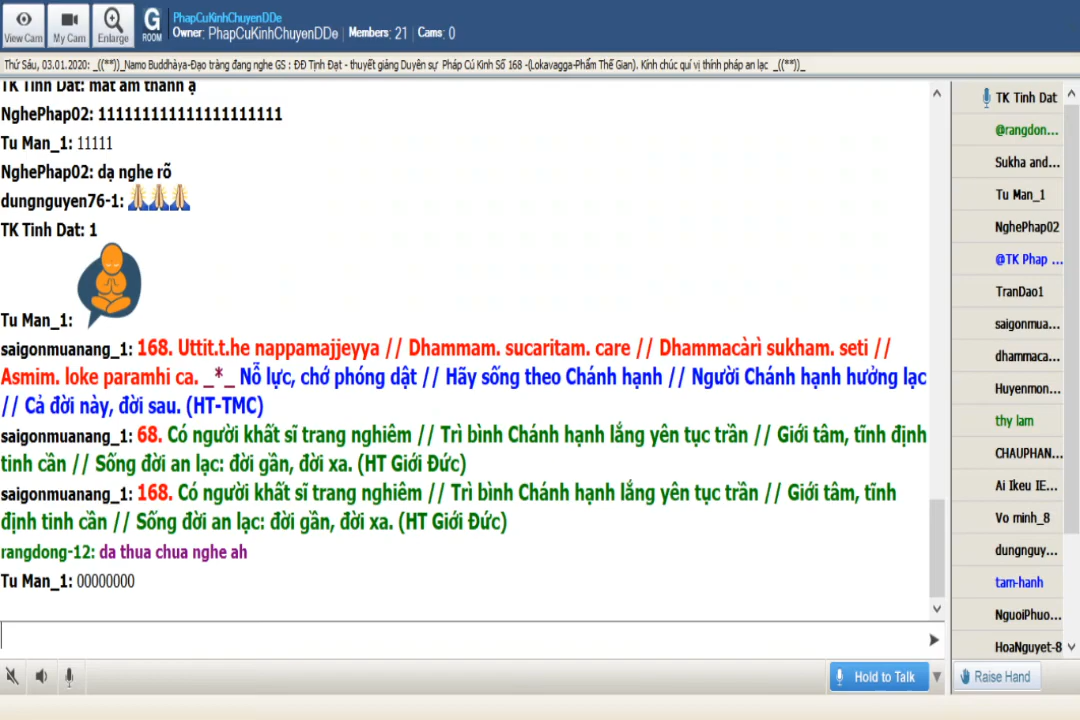 PhapCuKinhChuyenDDe
View Cam My Cam Enlarge G ROOM Owner: PhapCuKinhChuyenDDe Members: 21 Cams: 0
Thứ Sáu, 03.01.2020: _((**))_Namo Buddhàya-Đạo tràng đang nghe GS : ĐĐ Tịnh Đạt - thuyết giảng Duyên sự Pháp Cú Kinh Số 168 -(Lokavagga-Phẩm Thế Gian). Kính chúc quí vị thính pháp an lạc _((**))_
TK Tinh Dat: mat am thanh ạ
NghePhap02: 111111111111111111111
Tu Man_1: 11111
NghePhap02: dạ nghe rõ
dungnguyen76-1: 🙏🙏🙏
TK Tinh Dat: 1
Tu Man_1:
saigonmuanang_1: 168. Uttit.t.he nappamajjeyya // Dhammam. sucaritam. care // Dhammacàrì sukham. seti //
Asmim. loke paramhi ca. _*_ Nỗ lực, chớ phóng dật // Hãy sống theo Chánh hạnh // Người Chánh hạnh hưởng lạc
// Cả đời này, đời sau. (HT-TMC)
saigonmuanang_1: 68. Có người khất sĩ trang nghiêm // Trì bình Chánh hạnh lắng yên tục trần // Giới tâm, tĩnh định
tinh cần // Sống đời an lạc: đời gần, đời xa. (HT Giới Đức)
saigonmuanang_1: 168. Có người khất sĩ trang nghiêm // Trì bình Chánh hạnh lắng yên tục trần // Giới tâm, tĩnh
định tinh cần // Sống đời an lạc: đời gần, đời xa. (HT Giới Đức)
rangdong-12: da thua chua nghe ah
Tu Man_1: 00000000
TK Tinh Dat
@rangdon...
Sukha and...
Tu Man_1
NghePhap02
@TK Phap ...
TranDao1
saigonmua...
dhammaca...
Huyenmon...
thy lam
CHAUPHAN...
Ai Ikeu IE...
Vo minh_8
dungnguy...
tam-hanh
NguoiPhuo...
HoaNguyet-8
Hold to Talk
Raise Hand